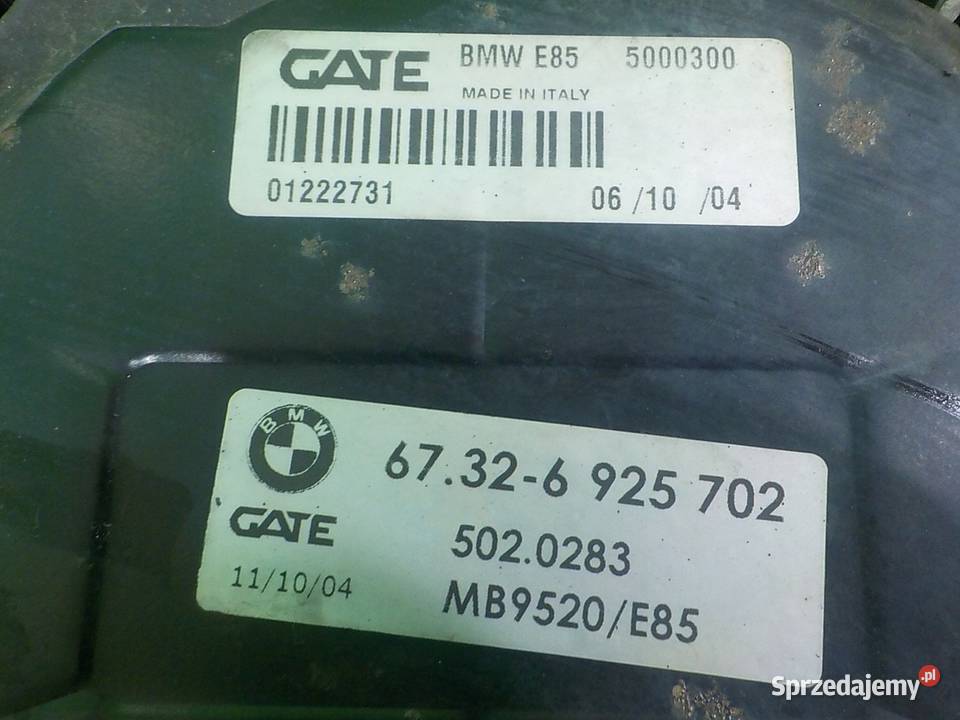 GATE BMW E85 5000300
MADE IN ITALY
01222731 06/10 /04
BMW
67.32-6 925 702
GATE 502.0283
11/10/04 MB9520/E85
Sprzedajemy.pl